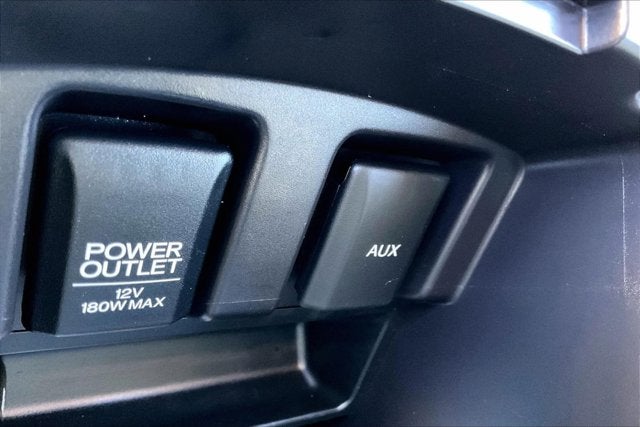 POWER
OUTLET
12V
180W MAX
AUX